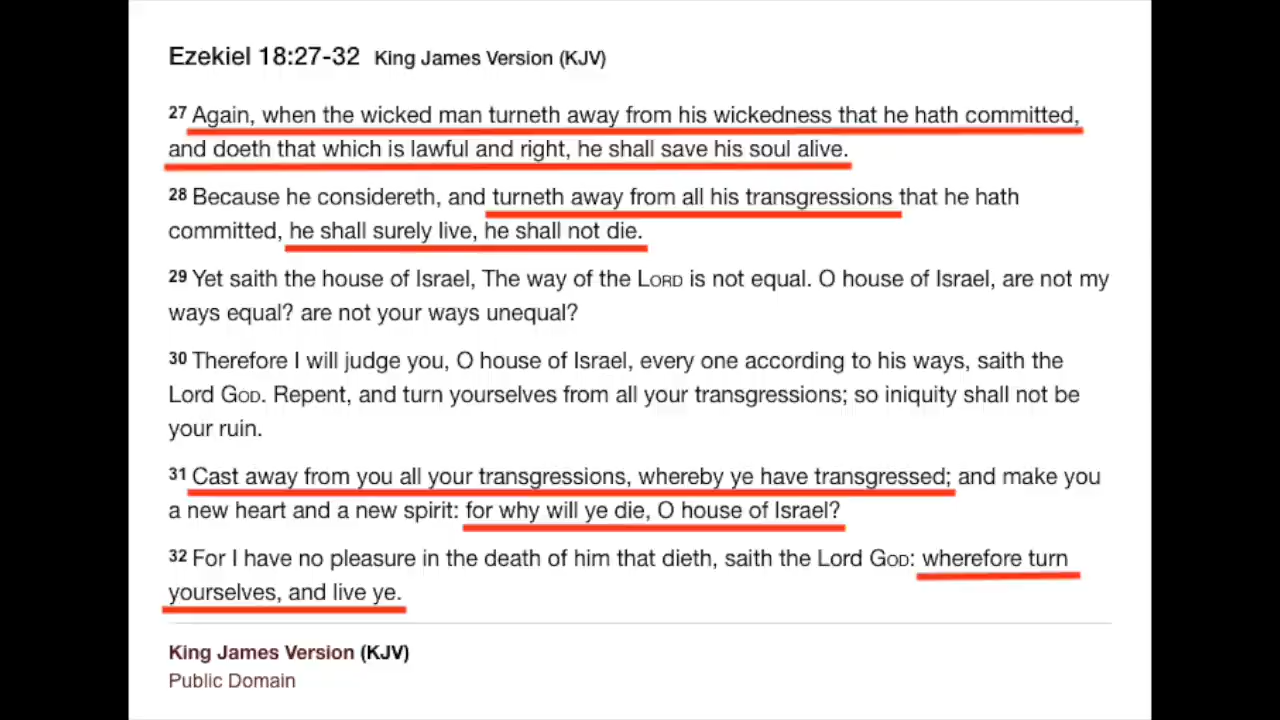 Ezekiel 18:27-32 King James Version (KJV)
27 Again, when the wicked man turneth away from his wickedness that he hath committed,
and doeth that which is lawful and right, he shall save his soul alive.
28 Because he considereth, and turneth away from all his transgressions that he hath
committed, he shall surely live, he shall not die.
29 Yet saith the house of Israel, The way of the LORD is not equal. O house of Israel, are not my
ways equal? are not your ways unequal?
30 Therefore I will judge you, O house of Israel, every one according to his ways, saith the
Lord GOD. Repent, and turn yourselves from all your transgressions; so iniquity shall not be
your ruin.
31 Cast away from you all your transgressions, whereby ye have transgressed; and make you
a new heart and a new spirit: for why will ye die, O house of Israel?
32 For I have no pleasure in the death of him that dieth, saith the Lord GOD: wherefore turn
yourselves, and live ye.
King James Version (KJV)
Public Domain